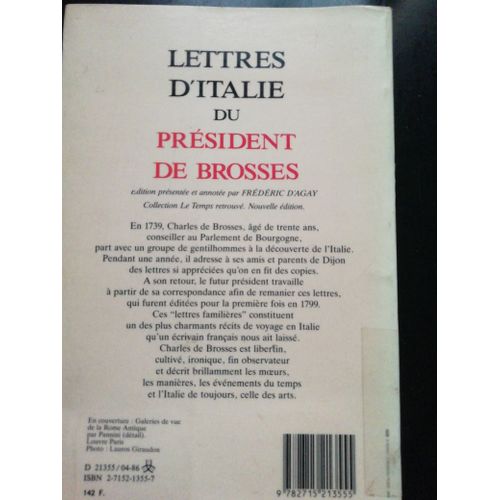 LETTRES
D'ITALIE
DU
PRÉSIDENT
DE BROSSES
Édition présentée et annotée par FRÉDÉRIC D'AGAY
Collection Le Temps retrouvé. Nouvelle édition.
En 1739, Charles de Brosses, âgé de trente ans,
conseiller au Parlement de Bourgogne,
part avec un groupe de gentilhommes à la découverte de l'Italie.
Pendant une année, il adresse à ses amis et parents de Dijon
des lettres si appréciées qu'on en fit des copies.
A son retour, le futur président travaille
à partir de sa correspondance afin de remanier ces lettres,
qui furent éditées pour la première fois en 1799.
Ces "lettres familières" constituent
un des plus charmants récits de voyage en Italie
qu'un écrivain français nous ait laissé.
Charles de Brosses est libertin,
cultivé, ironique, fin observateur
et décrit brillamment les mœurs,
les manières, les événements du temps
et l'Italie de toujours, celle des arts.
En couverture : Galeries de vue
de la Rome Antique
par Pannini (détail).
Louvre Paris
Photo : Lauros Giraudon
D 21355 / 04-86
ISBN 2-7152-1355-7
142 F.
9 782715 213555